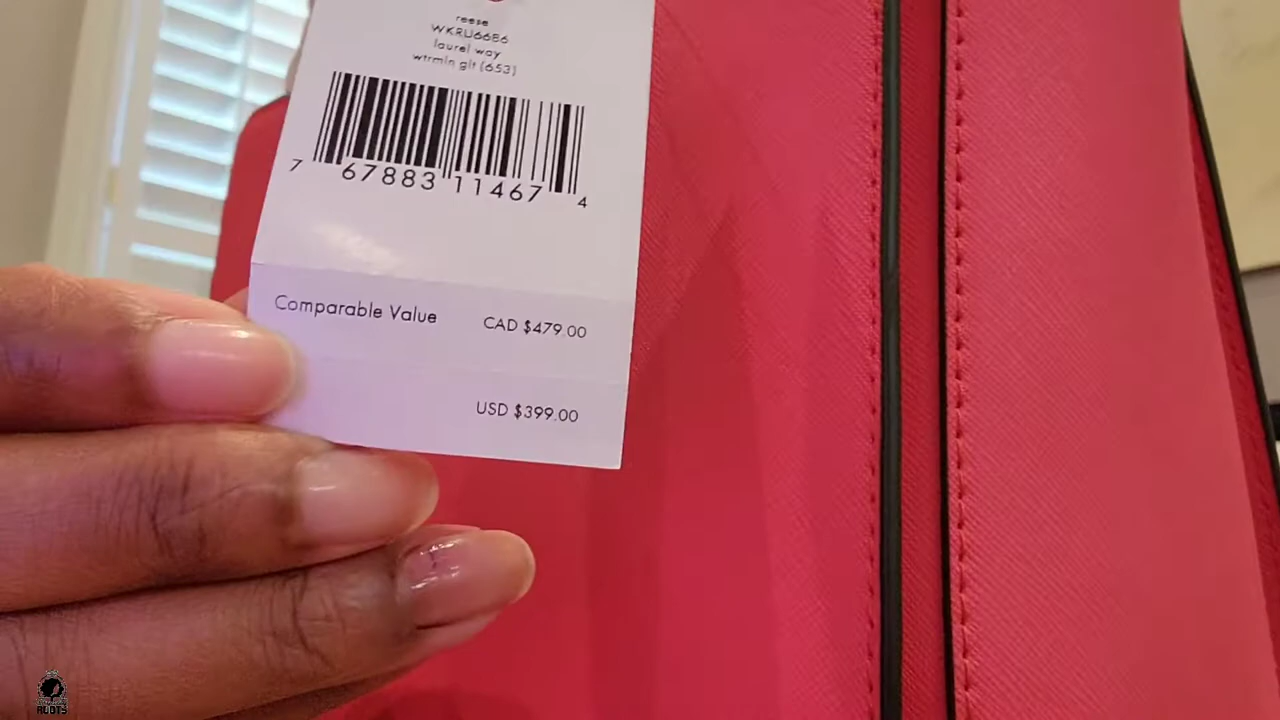 reese
WKRU6686
laurel way
wtrmln glt (653)
7 67883 11467 4
Comparable Value CAD $479.00
USD $399.00